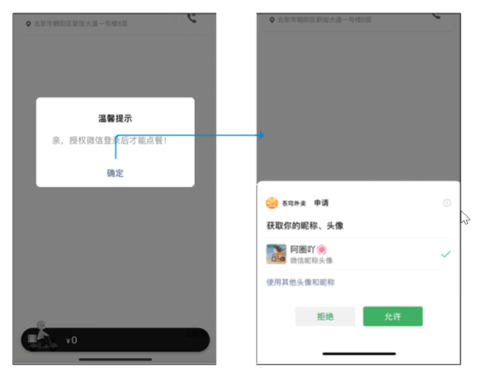 北京市朝阳区新街大道一号楼8层
温馨提示
亲，授权微信登录后才能点餐！
确定
¥0
北京市朝阳区新街大道一号楼8层
苍穹外卖 申请
获取你的昵称、头像
阿圈吖
微信昵称头像
使用其他头像和昵称
拒绝
允许